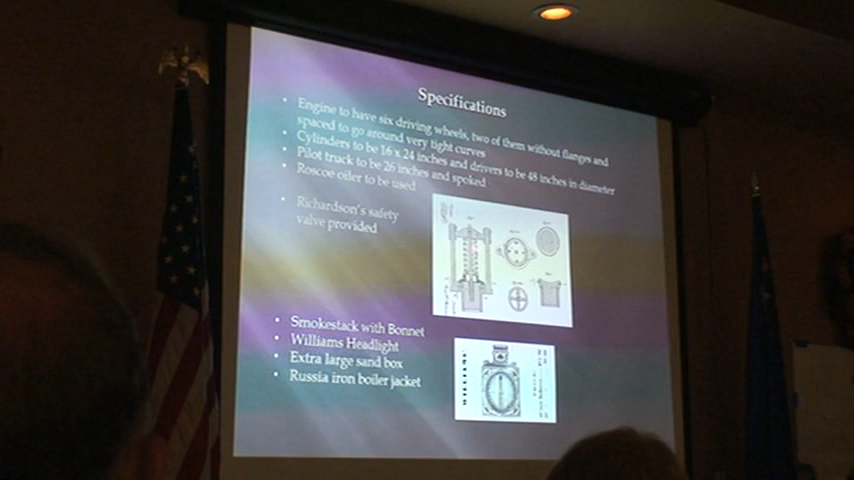 Specifications
• Engine to have six driving wheels, two of them without flanges and
spaced to go around very tight curves
• Cylinders to be 16 x 24 inches and drivers to be 48 inches in diameter
• Pilot truck to be 26 inches and spoked
• Roscoe oiler to be used
• Richardson's safety
valve provided
• Smokestack with Bonnet
• Williams Headlight
• Extra large sand box
• Russia iron boiler jacket
WILLIAMS'